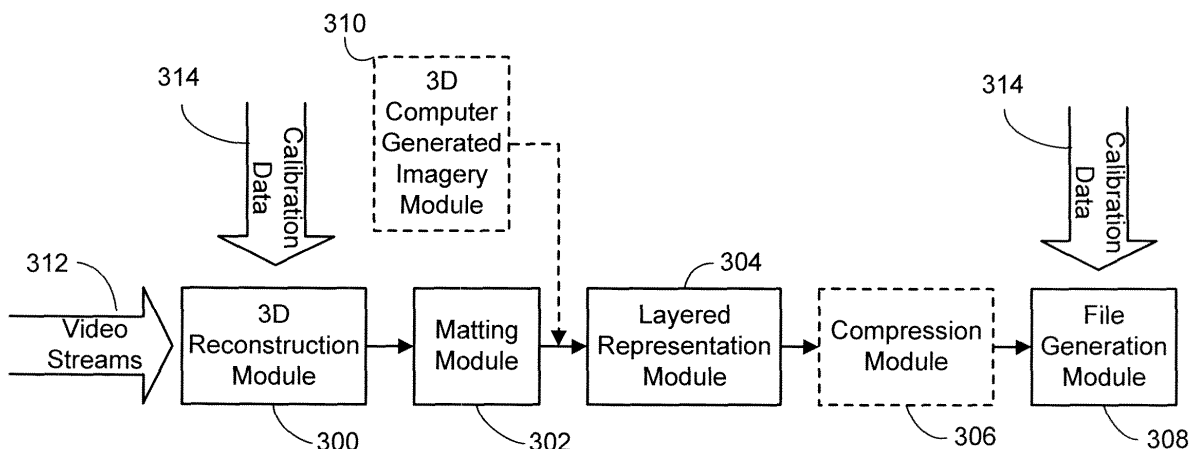 310
314
3D
Computer
Generated
Imagery
Module
Calibration
Data
314
Calibration
Data
312
Video
Streams
3D
Reconstruction
Module
300
Matting
Module
302
304
Layered
Representation
Module
Compression
Module
306
File
Generation
Module
308